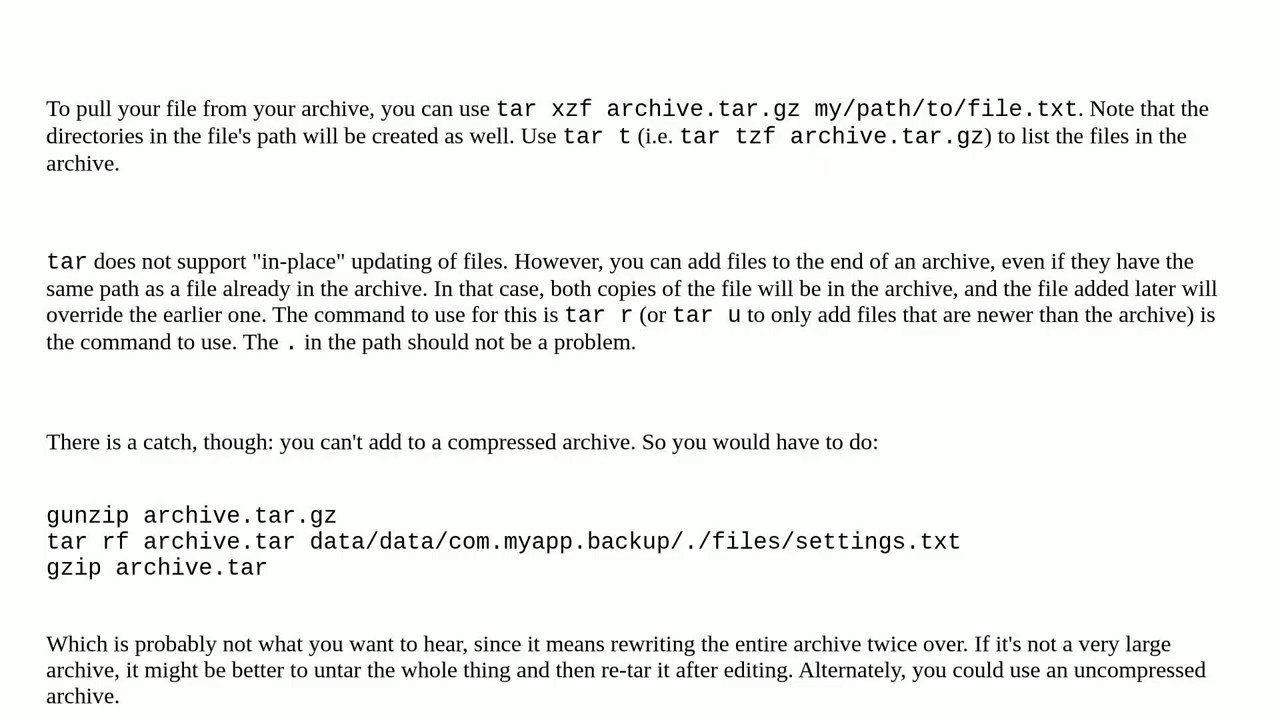 To pull your file from your archive, you can use tar xzf archive.tar.gz my/path/to/file.txt. Note that the
directories in the file's path will be created as well. Use tar t (i.e. tar tzf archive.tar.gz) to list the files in the
archive.
tar does not support "in-place" updating of files. However, you can add files to the end of an archive, even if they have the
same path as a file already in the archive. In that case, both copies of the file will be in the archive, and the file added later will
override the earlier one. The command to use for this is tar r (or tar u to only add files that are newer than the archive) is
the command to use. The . in the path should not be a problem.
There is a catch, though: you can't add to a compressed archive. So you would have to do:
gunzip archive.tar.gz
tar rf archive.tar data/data/com.myapp.backup/./files/settings.txt
gzip archive.tar
Which is probably not what you want to hear, since it means rewriting the entire archive twice over. If it's not a very large
archive, it might be better to untar the whole thing and then re-tar it after editing. Alternately, you could use an uncompressed
archive.